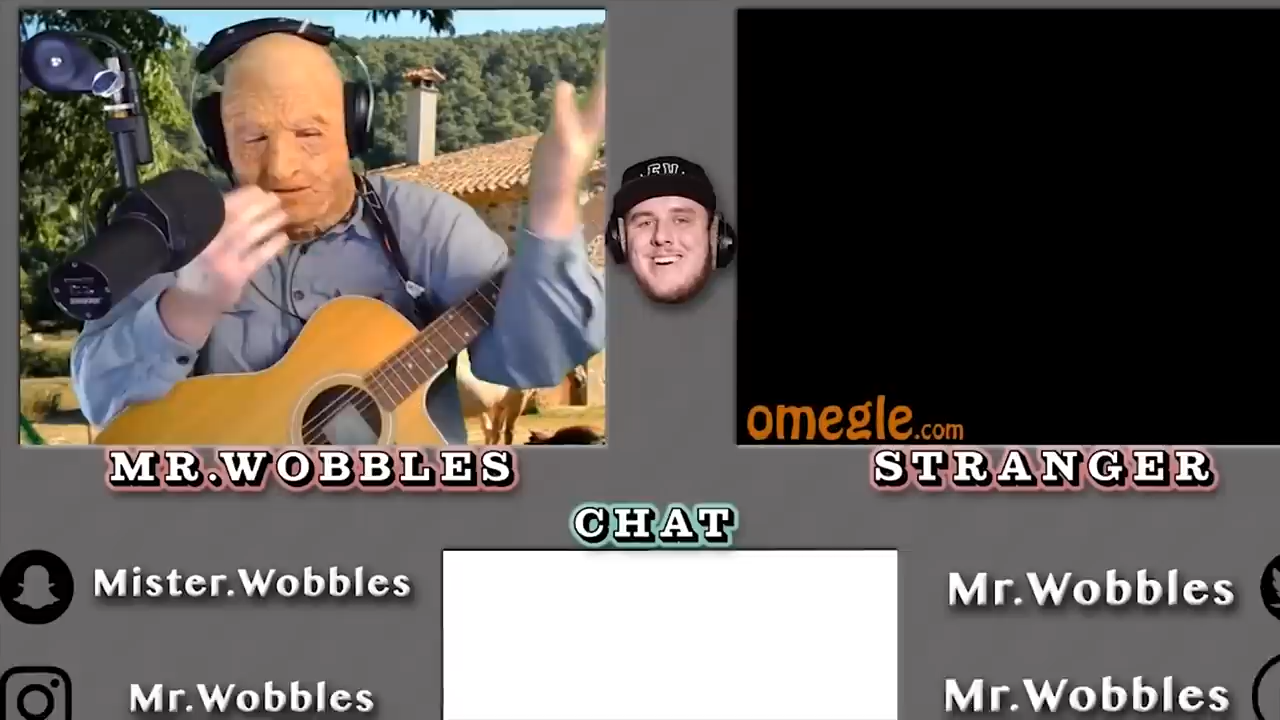 omegle.com
MR.WOBBLES
STRANGER
CHAT
Mister.Wobbles
Mr.Wobbles
Mr.Wobbles
Mr.Wobbles